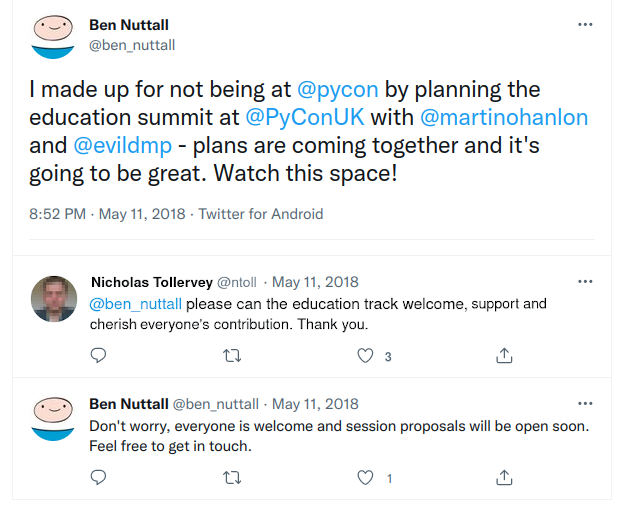 Ben Nuttall
@ben_nuttall
I made up for not being at @pycon by planning the
education summit at @PyConUK with @martinohanlon
and @evildmp - plans are coming together and it's
going to be great. Watch this space!
8:52 PM · May 11, 2018 · Twitter for Android
Nicholas Tollervey @ntoll · May 11, 2018
@ben_nuttall please can the education track welcome, support and
cherish everyone's contribution. Thank you.
3
Ben Nuttall @ben_nuttall · May 11, 2018
Don't worry, everyone is welcome and session proposals will be open soon.
Feel free to get in touch.
1